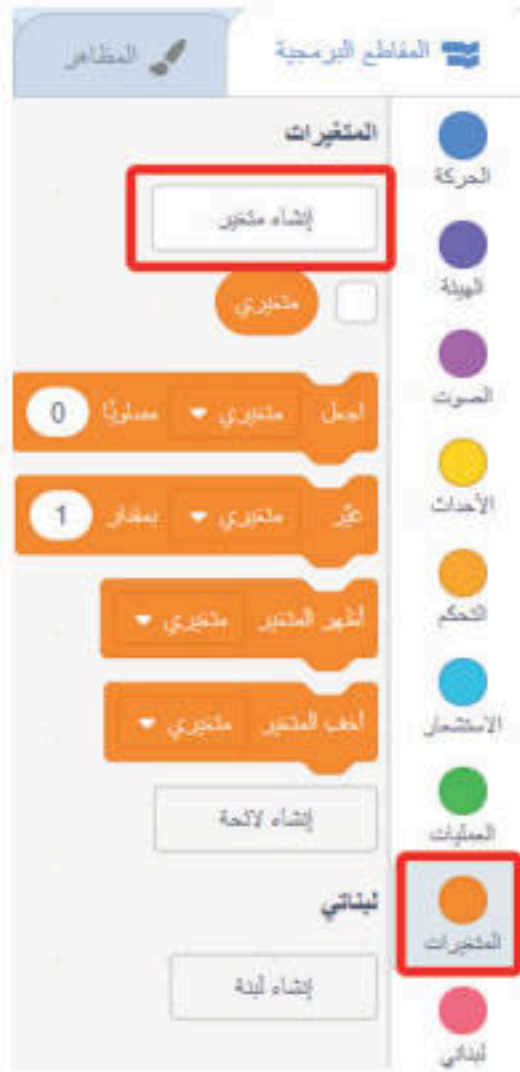 المقاطع البرمجية
المظاهر
الحركة
الهيئة
الصوت
الأحداث
التحكم
الاستشعار
العمليات
المتغيرات
لبناتي
المتغيرات
إنشاء متغير
متغيري
اجعل متغيري مساويًا 0
غيّر متغيري بمقدار 1
أظهر المتغير متغيري
أخف المتغير متغيري
إنشاء لائحة
لبناتي
إنشاء لبنة